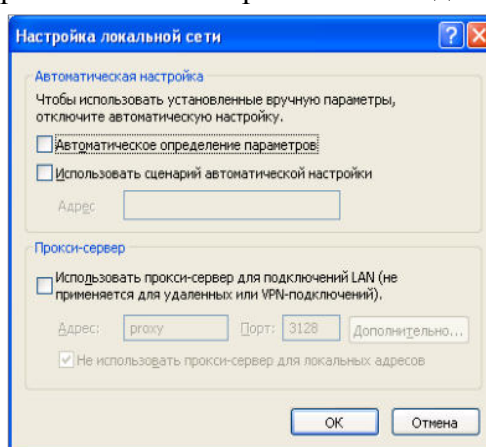 Настройка локальной сети
Автоматическая настройка
Чтобы использовать установленные вручную параметры,
отключите автоматическую настройку.
Автоматическое определение параметров
Использовать сценарий автоматической настройки
Адрес
Прокси-сервер
Использовать прокси-сервер для подключений LAN (не
применяется для удаленных или VPN-подключений).
Адрес: proxy Порт: 3128 Дополнительно...
Не использовать прокси-сервер для локальных адресов
ОК Отмена